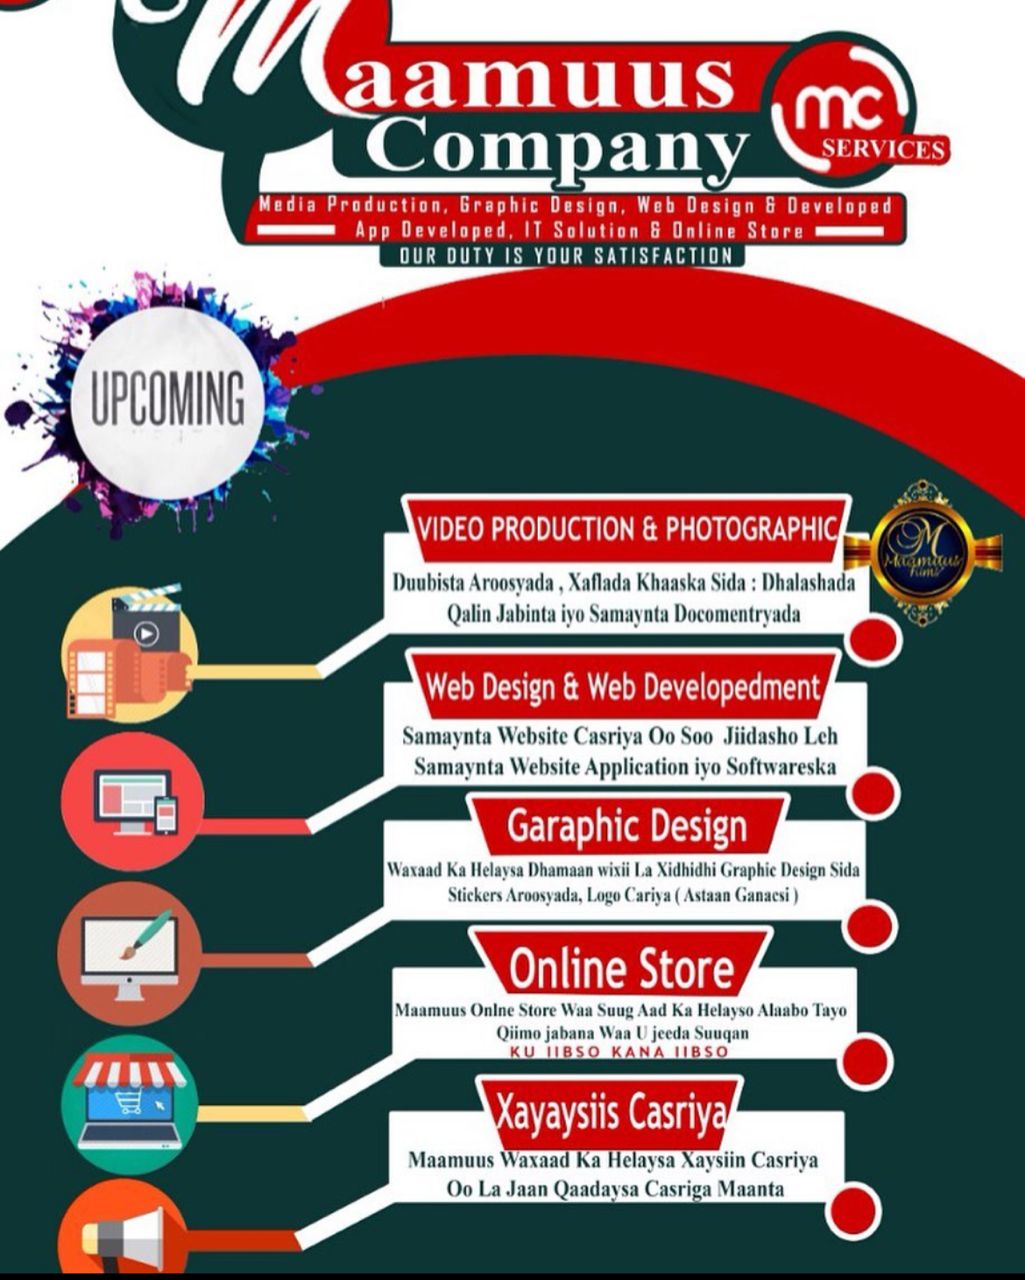 Maamuus
Company
mc
SERVICES
Media Production, Graphic Design, Web Design & Developed
App Developed, IT Solution & Online Store
OUR DUTY IS YOUR SATISFACTION
UPCOMING
VIDEO PRODUCTION & PHOTOGRAPHIC
M
Maamuus
films
Duubista Aroosyada , Xaflada Khaaska Sida : Dhalashada
Qalin Jabinta iyo Samaynta Docomentryada
Web Design & Web Developedment
Samaynta Website Casriya Oo Soo Jiidasho Leh
Samaynta Website Application iyo Softwareska
Garaphic Design
Waxaad Ka Helaysa Dhamaan wixii La Xidhidhi Graphic Design Sida
Stickers Aroosyada, Logo Cariya ( Astaan Ganacsi )
Online Store
Maamuus Onlne Store Waa Suug Aad Ka Helayso Alaabo Tayo
Qiimo jabana Waa U jeeda Suuqan
KU IIBSO KANA IIBSO
Xayaysiis Casriya
Maamuus Waxaad Ka Helaysa Xaysiin Casriya
Oo La Jaan Qaadaysa Casriga Maanta